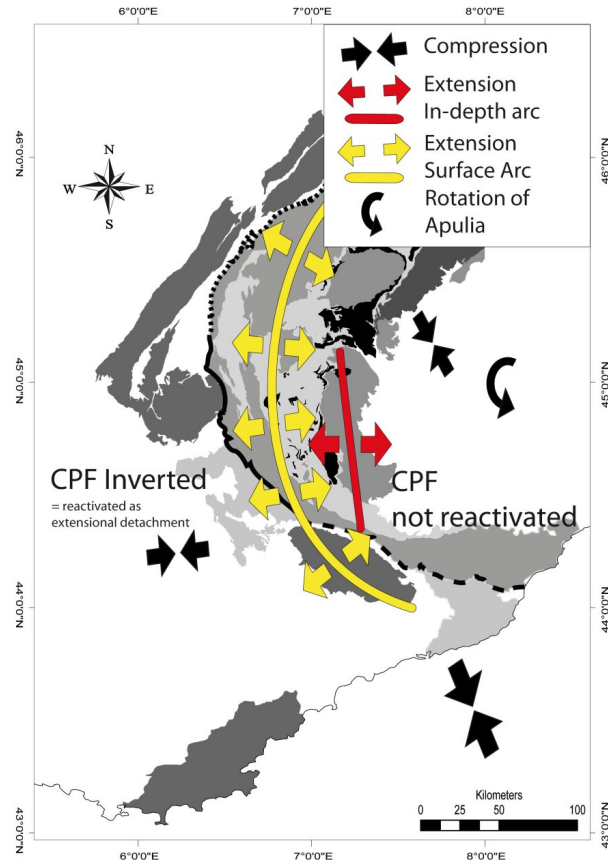 6°0'0"E 7°0'0"E 8°0'0"E
Compression
Extension
In-depth arc
Extension
Surface Arc
Rotation of
Apulia
N
W E
S
46°0'0"N 46°0'0"N
45°0'0"N 45°0'0"N
CPF Inverted
= reactivated as
extensional detachment
CPF
not reactivated
44°0'0"N 44°0'0"N
Kilometers
0 25 50 100
43°0'0"N 43°0'0"N
6°0'0"E 7°0'0"E 8°0'0"E